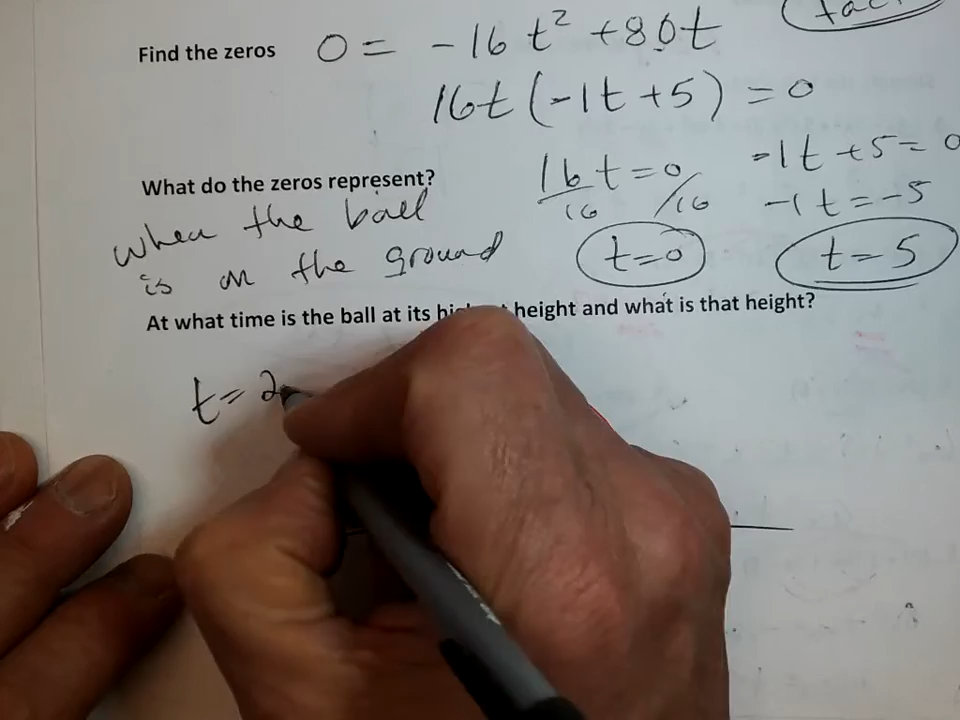 Find the zeros 0 = -16t² +80t
16t(-1t+5) = 0
16t=0 -1t+5=0
What do the zeros represent?
16 /16 -1t=-5
when the ball
is on the ground t=0 t=5
At what time is the ball at its height and what is that height?
t=2